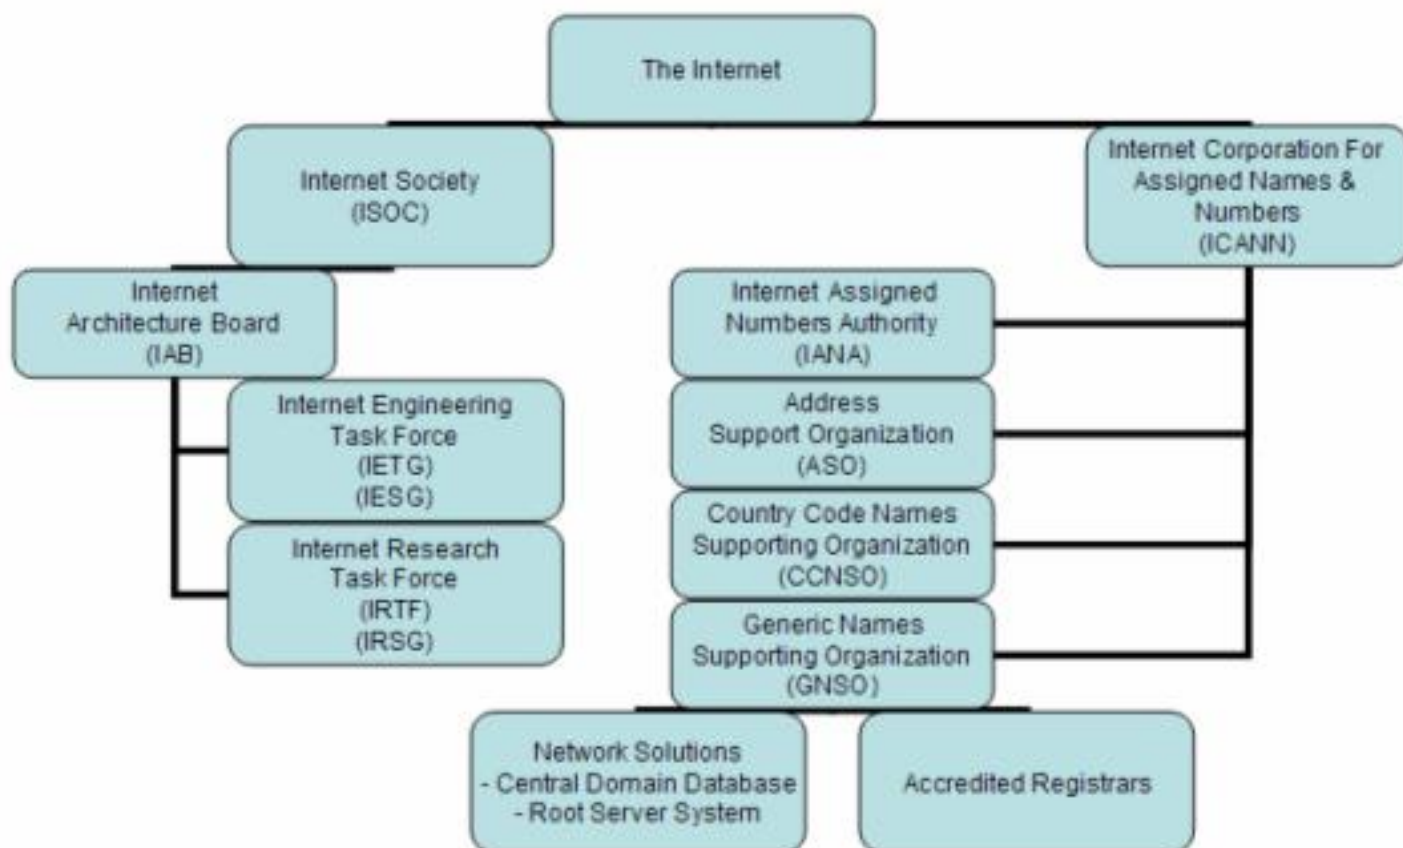 The Internet
Internet Society
(ISOC)
Internet Corporation For
Assigned Names &
Numbers
(ICANN)
Internet
Architecture Board
(IAB)
Internet Engineering
Task Force
(IETG)
(IESG)
Internet Research
Task Force
(IRTF)
(IRSG)
Internet Assigned
Numbers Authority
(IANA)
Address
Support Organization
(ASO)
Country Code Names
Supporting Organization
(CCNSO)
Generic Names
Supporting Organization
(GNSO)
Network Solutions
- Central Domain Database
- Root Server System
Accredited Registrars